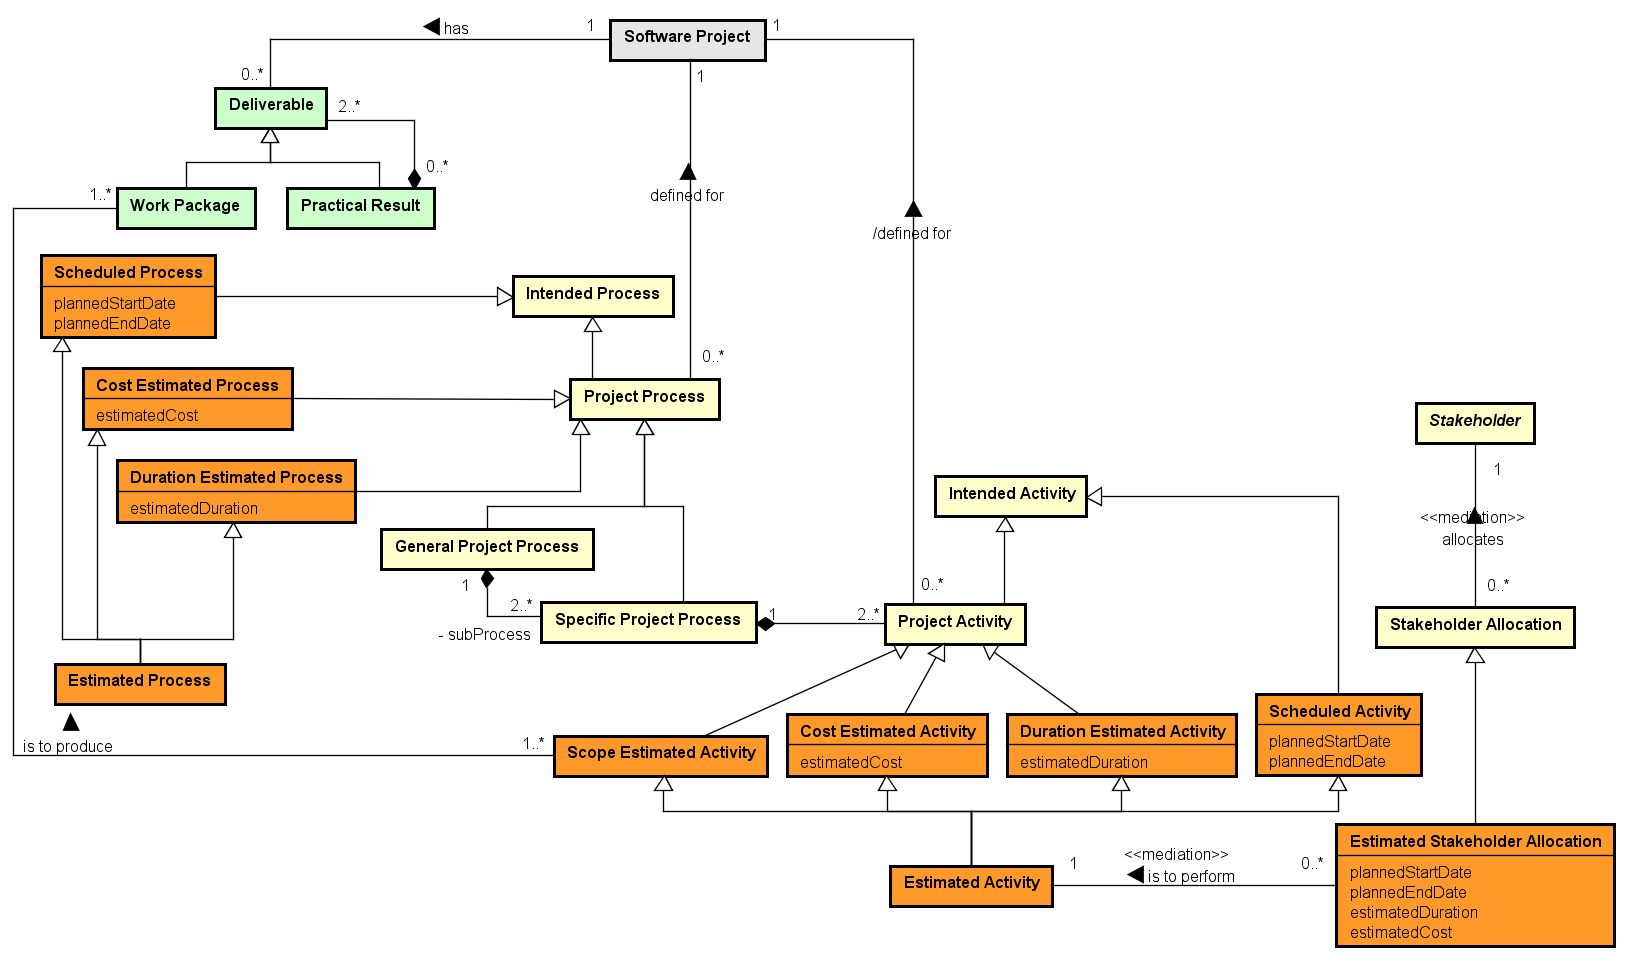 has
1
Software Project
1
0..*
1
Deliverable
2..*
0..*
1..*
Work Package
Practical Result
defined for
/defined for
Scheduled Process
plannedStartDate
plannedEndDate
Intended Process
0..*
Cost Estimated Process
estimatedCost
Project Process
Stakeholder
Duration Estimated Process
estimatedDuration
1
Intended Activity
<<mediation>>
allocates
General Project Process
1
2..*
- subProcess
Specific Project Process
1
2..*
0..*
Project Activity
0..*
Stakeholder Allocation
Estimated Process
is to produce
1..*
Scope Estimated Activity
Cost Estimated Activity
estimatedCost
Duration Estimated Activity
estimatedDuration
Scheduled Activity
plannedStartDate
plannedEndDate
Estimated Activity
1
<<mediation>>
is to perform
0..*
Estimated Stakeholder Allocation
plannedStartDate
plannedEndDate
estimatedDuration
estimatedCost